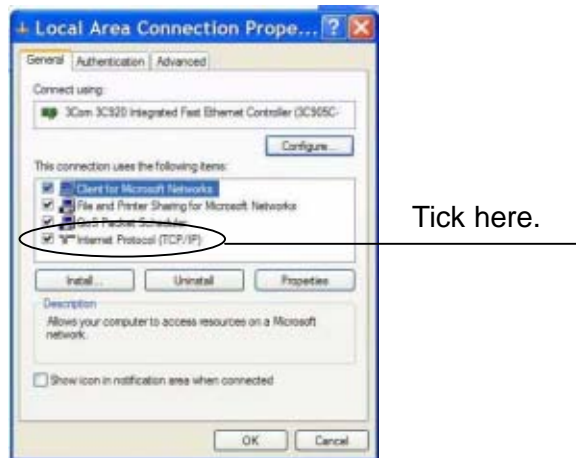 Local Area Connection Prope...
General Authentication Advanced
Connect using:
3Com 3C920 Integrated Fast Ethernet Controller (3C905C-
Configure...
This connection uses the following items:
Client for Microsoft Networks
File and Printer Sharing for Microsoft Networks
QoS Packet Scheduler
Internet Protocol (TCP/IP)
Tick here.
Install... Uninstall Properties
Description
Allows your computer to access resources on a Microsoft
network.
Show icon in notification area when connected
OK Cancel